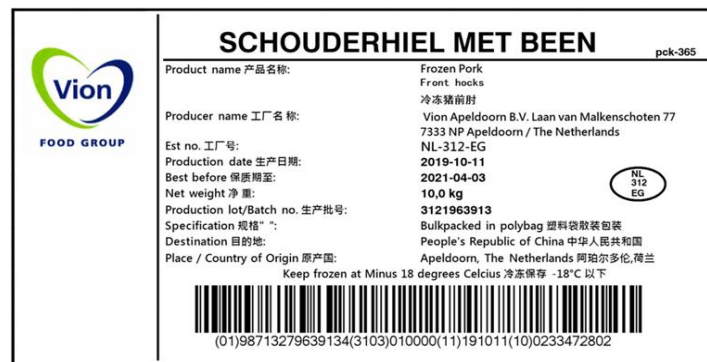 SCHOUDERHIEL MET BEEN
pck-365
Vion
FOOD GROUP
Product name 产品名称: Frozen Pork
Front hocks
冷冻猪前肘
Producer name 工厂名 称: Vion Apeldoorn B.V. Laan van Malkenschoten 77
7333 NP Apeldoorn / The Netherlands
Est no. 工厂号: NL-312-EG
Production date 生产日期: 2019-10-11
Best before 保质期至: 2021-04-03
Net weight 净 重: 10,0 kg
NL
312
EG
Production lot/Batch no. 生产批号: 3121963913
Specification 规格" ": Bulkpacked in polybag 塑料袋散装包装
Destination 目的地: People's Republic of China 中华人民共和国
Place / Country of Origin 原产国: Apeldoorn, The Netherlands 阿珀尔多伦,荷兰
Keep frozen at Minus 18 degrees Celcius 冷冻保存 -18°C 以下
(01)98713279639134(3103)010000(11)191011(10)0233472802